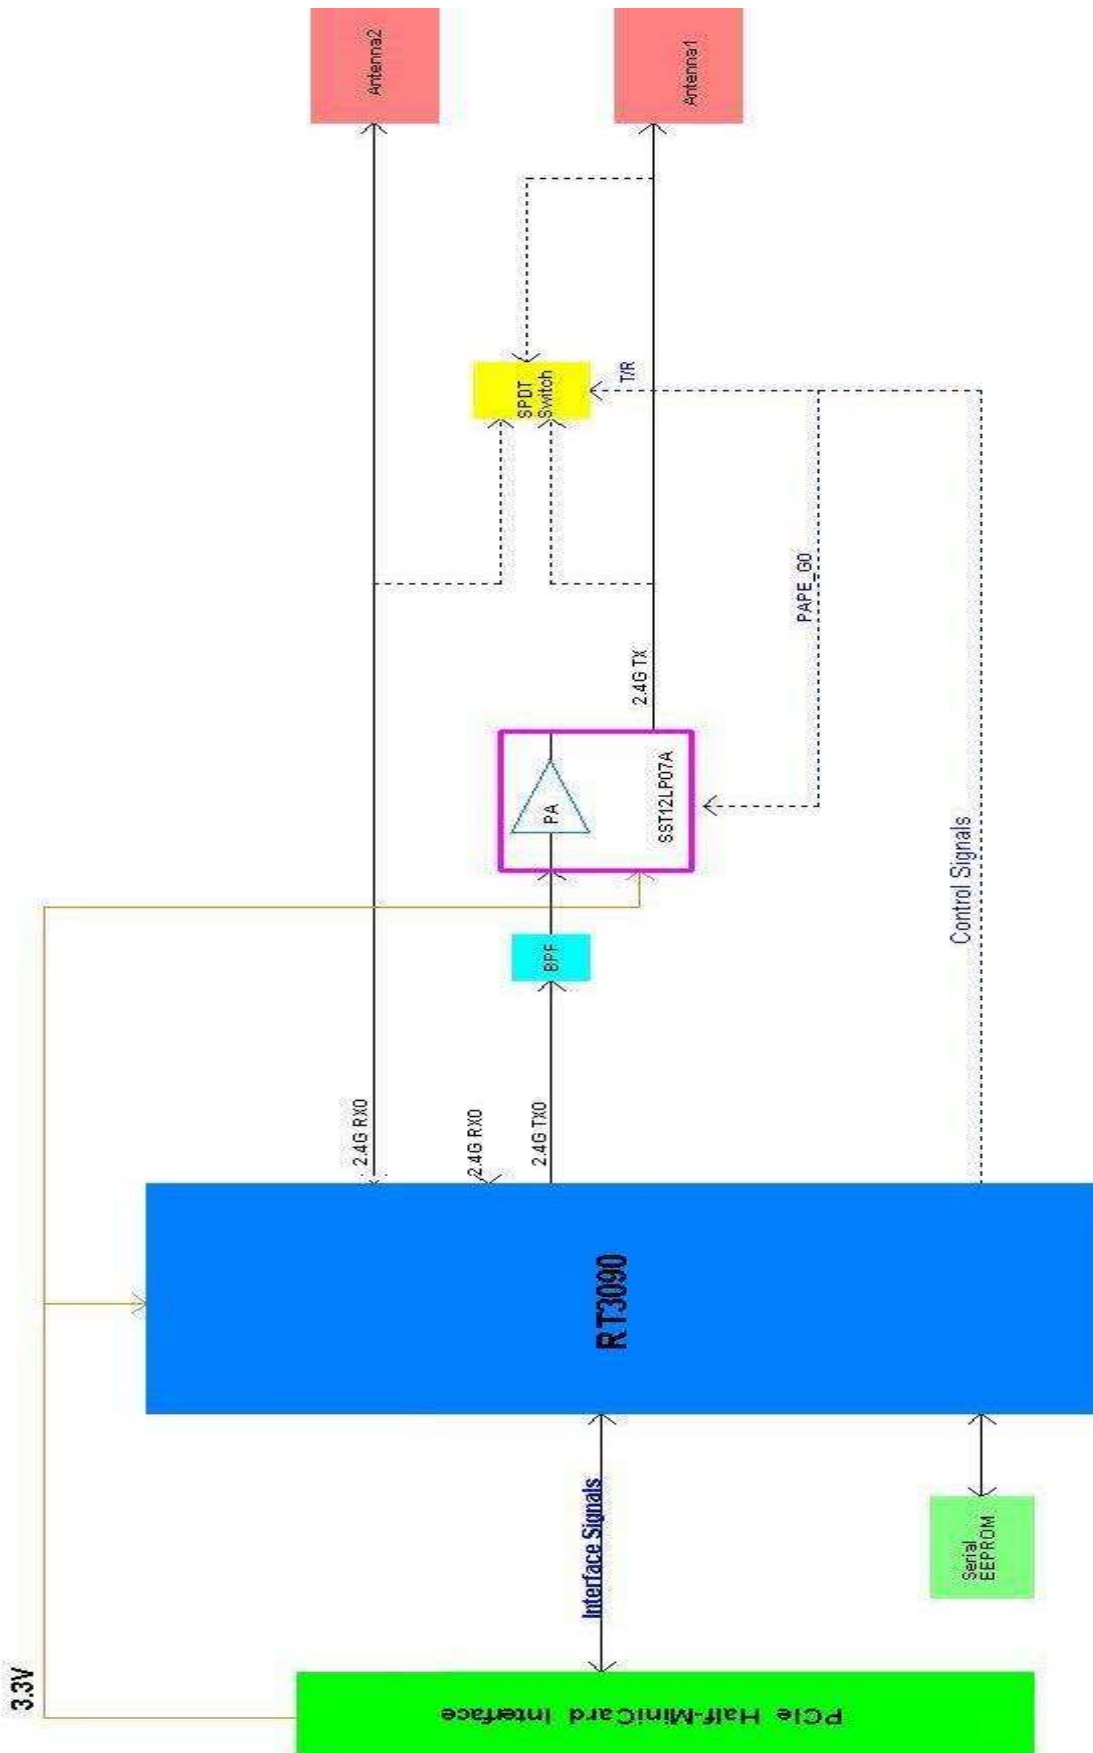 3.3V
PCIe Half-MiniCard Interface
Interface Signals
Serial
EEPROM
RT3090
2.4G RX0
2.4G RX0
2.4G TX0
BPF
PA
SST12LP07A
2.4G TX
SPDT
Switch
T/R
PAPE_G0
Control Signals
Antenna2
Antenna1